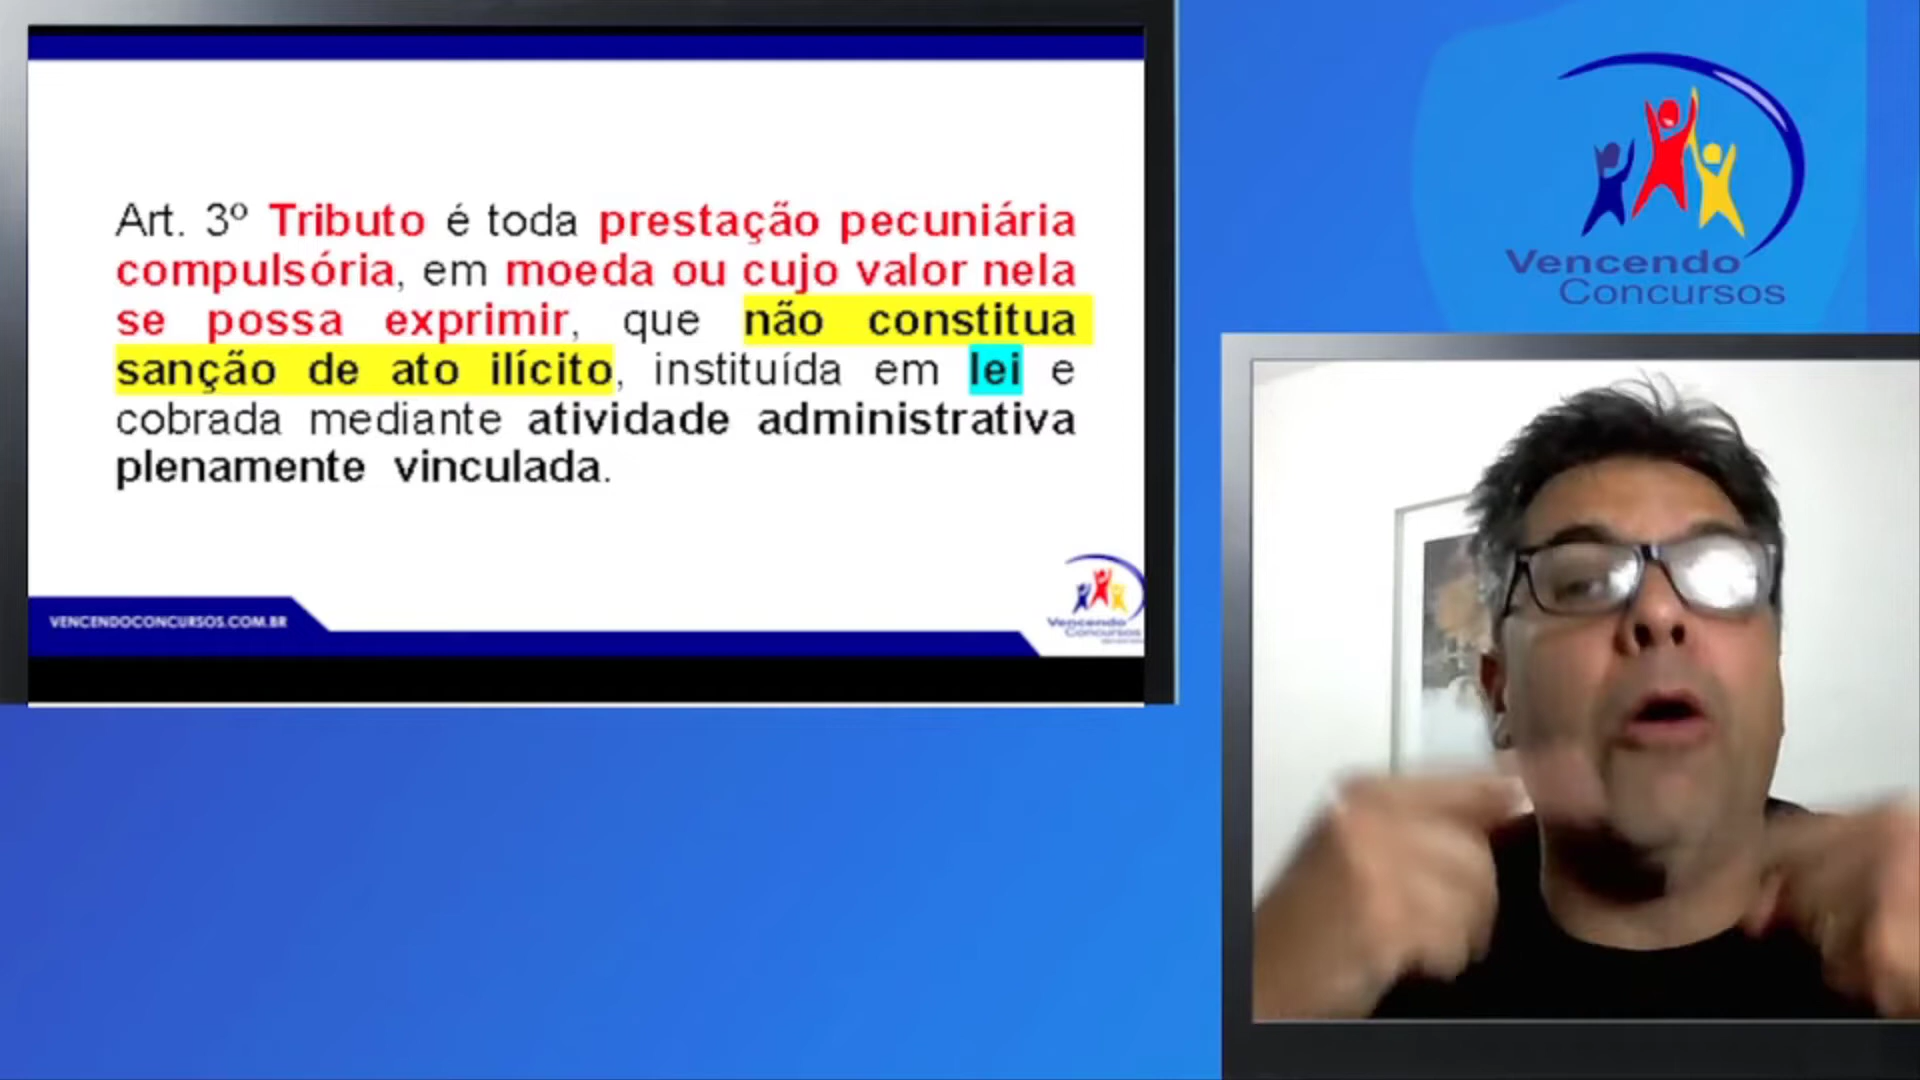 Art. 3º Tributo é toda prestação pecuniária
compulsória, em moeda ou cujo valor nela
se possa exprimir, que não constitua
sanção de ato ilícito, instituída em lei e
cobrada mediante atividade administrativa
plenamente vinculada.
VENCENDOCONCURSOS.COM.BR
Vencendo
Concursos
Vencendo
Concursos